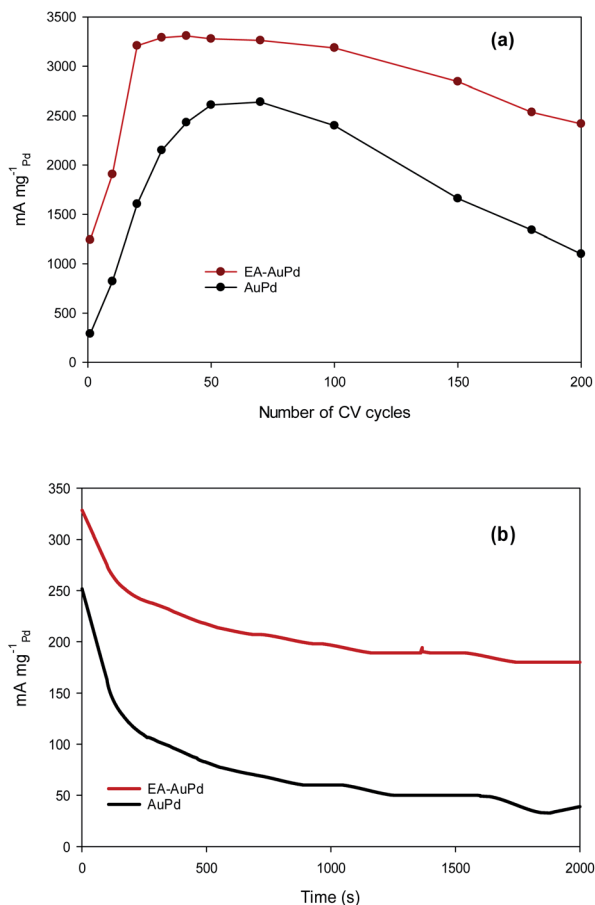 3500
(a)
3000
2500
2000
mA mg⁻¹Pd
1500
1000
EA-AuPd
AuPd
500
0
0 50 100 150 200
Number of CV cycles
350
(b)
300
250
200
mA mg⁻¹Pd
150
100
EA-AuPd
50
AuPd
0
0 500 1000 1500 2000
Time (s)